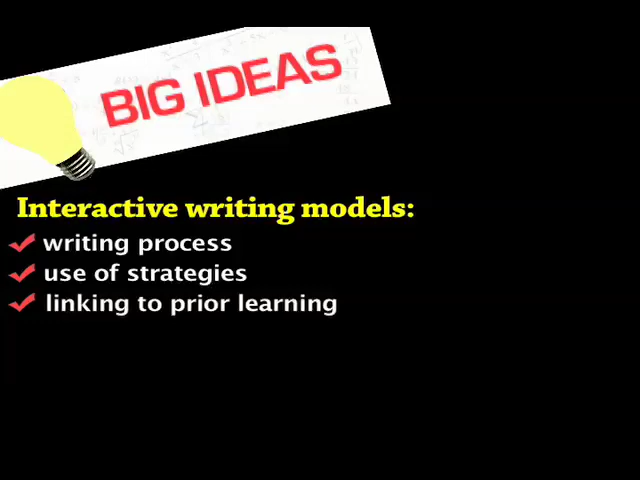 BIG IDEAS
Interactive writing models:
writing process
use of strategies
linking to prior learning